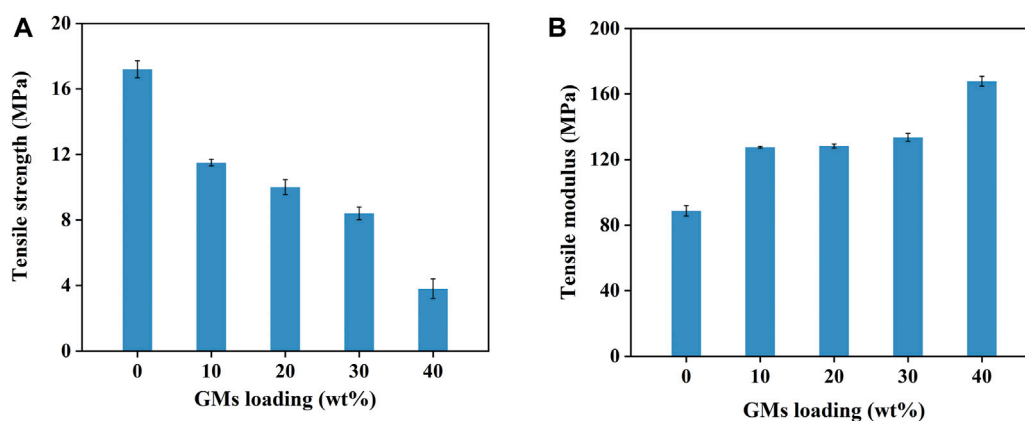 A
Tensile strength (MPa)
20
16
12
8
4
0
0 10 20 30 40
GMs loading (wt%)
B
Tensile modulus (MPa)
200
160
120
80
40
0
0 10 20 30 40
GMs loading (wt%)